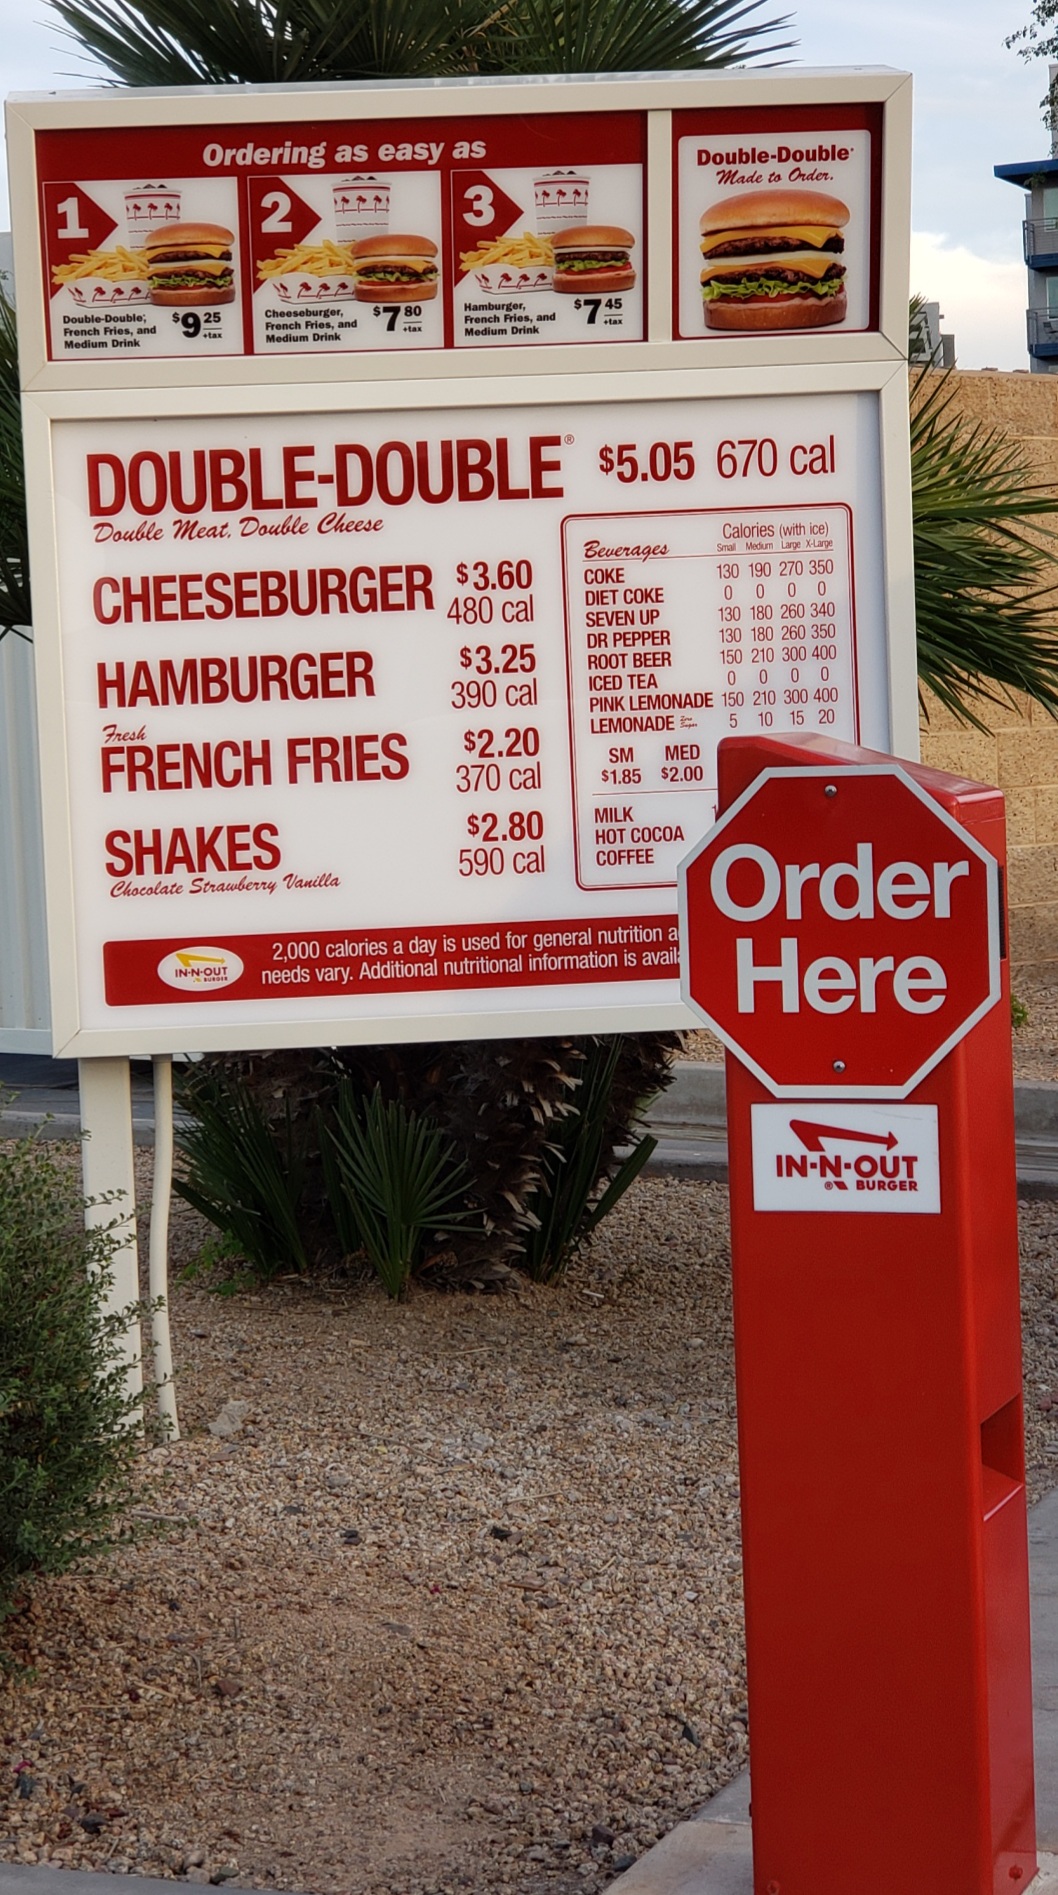 Ordering as easy as
1
Double-Double,
French Fries, and
Medium Drink
$9 25
+tax
2
Cheeseburger,
French Fries, and
Medium Drink
$7 80
+tax
3
Hamburger,
French Fries, and
Medium Drink
$7 45
+tax
Double-Double®
Made to Order.
DOUBLE-DOUBLE® $5.05 670 cal
Double Meat, Double Cheese
CHEESEBURGER $3.60
480 cal
HAMBURGER $3.25
390 cal
Fresh
FRENCH FRIES $2.20
370 cal
SHAKES $2.80
590 cal
Chocolate Strawberry Vanilla
Beverages
Calories (with ice)
Small Medium Large X-Large
COKE 130 190 270 350
DIET COKE 0 0 0 0
SEVEN UP 130 180 260 340
DR PEPPER 130 180 260 350
ROOT BEER 150 210 300 400
ICED TEA 0 0 0 0
PINK LEMONADE 150 210 300 400
LEMONADE Zero Sugar 5 10 15 20
SM MED
$1.85 $2.00
MILK
HOT COCOA
COFFEE
IN-N-OUT
BURGER
2,000 calories a day is used for general nutrition a
needs vary. Additional nutritional information is avail
Order
Here
IN-N-OUT
® BURGER